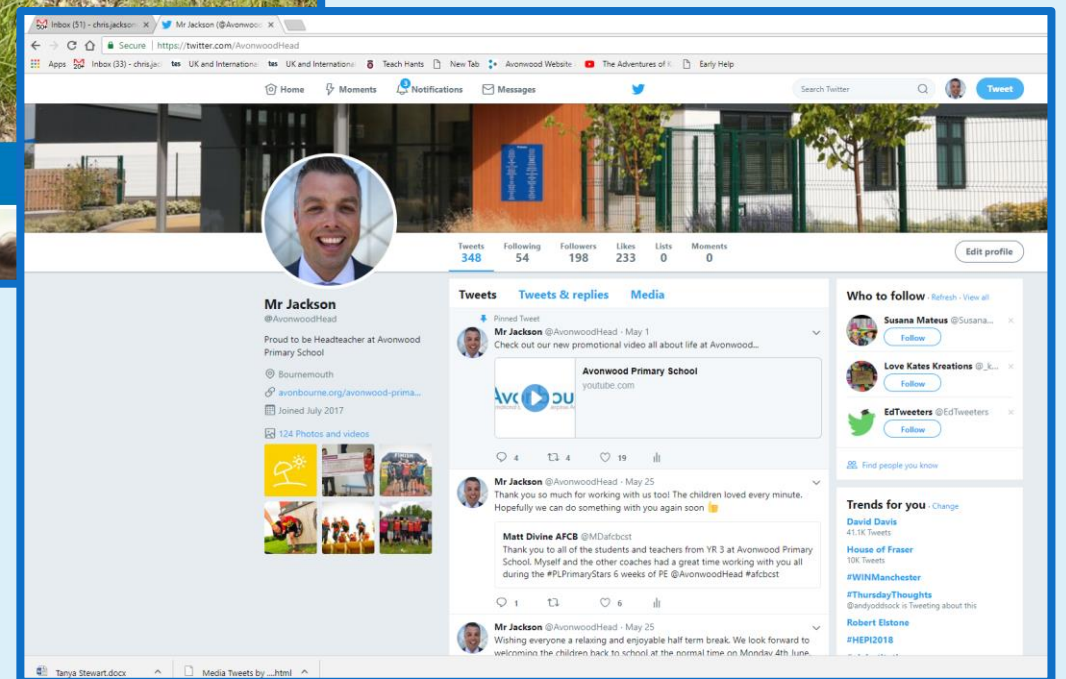 Inbox (51) - chris.jackson
Mr Jackson (@Avonwood
Secure | https://twitter.com/AvonwoodHead
Apps Inbox (33) - chris.jac tes UK and Internationa tes UK and Internationa Teach Hants New Tab Avonwood Website The Adventures of K Early Help
Home Moments 3 Notifications Messages Search Twitter Tweet
Tweets Following Followers Likes Lists Moments
348 54 198 233 0 0
Edit profile
Mr Jackson
@AvonwoodHead
Proud to be Headteacher at Avonwood
Primary School
Bournemouth
avonbourne.org/avonwood-prima...
Joined July 2017
124 Photos and videos
FINISH
Tweets Tweets & replies Media
Pinned Tweet
Mr Jackson @AvonwoodHead - May 1
Check out our new promotional video all about life at Avonwood...
Avonwood Primary School
youtube.com
4 4 19
Mr Jackson @AvonwoodHead - May 25
Thank you so much for working with us too! The children loved every minute.
Hopefully we can do something with you again soon 👍
Matt Divine AFCB @MDafcbcst
Thank you to all of the students and teachers from YR 3 at Avonwood Primary
School. Myself and the other coaches had a great time working with you all
during the #PLPrimaryStars 6 weeks of PE @AvonwoodHead #afcbcst
1 6
Mr Jackson @AvonwoodHead - May 25
Wishing everyone a relaxing and enjoyable half term break. We look forward to
welcoming the children back to school at the normal time on Monday 4th June.
Who to follow - Refresh - View all
Susana Mateus @Susana...
Follow
Love Kates Kreations @_k...
Follow
EdTweeters @EdTweeters
Follow
Find people you know
Trends for you - Change
David Davis
41.1K Tweets
House of Fraser
10K Tweets
#WINManchester
#ThursdayThoughts
@andyoddsock is Tweeting about this
Robert Elstone
#HEPI2018
Tanya Stewart.docx
Media Tweets by ....html